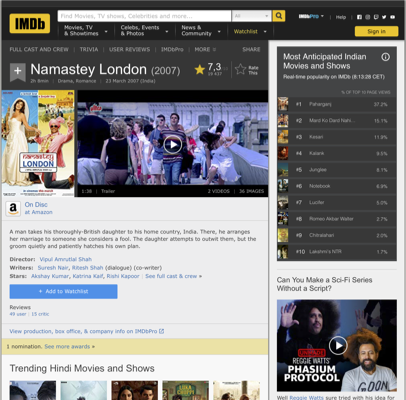 IMDb
Find Movies, TV shows, Celebrities and more...
All
Movies, TV & Showtimes
Celebs, Events & Photos
News & Community
Watchlist
IMDbPro
Help
Sign in
FULL CAST AND CREW | TRIVIA | USER REVIEWS | IMDbPro | MORE
SHARE
Namastey London (2007)
2h 8min | Drama, Romance | 23 March 2007 (India)
7,3
Rate This
namastey LONDON
1:38 | Trailer
2 VIDEOS | 36 IMAGES
On Disc
at Amazon
A man takes his thoroughly-British daughter to his home country, India. There, he arranges
her marriage to someone she considers a fool. The daughter attempts to outwit them, but the
groom quietly and patiently hatches his own plan.
Director: Vipul Amrutlal Shah
Writers: Suresh Nair, Ritesh Shah (dialogue) (co-writer)
Stars: Akshay Kumar, Katrina Kaif, Rishi Kapoor | See full cast & crew »
+ Add to Watchlist
Reviews
49 user | 15 critic
View production, box office, & company info on IMDbPro
1 nomination. See more awards »
Trending Hindi Movies and Shows
Most Anticipated Indian
Movies and Shows
Real-time popularity on IMDb (8:13:28 CET)
% OF TOP 10 PAGE VIEWS
#1 Paharganj 37.2%
#2 Mard Ko Dard Nahi... 15.1%
#3 Kesari 11.9%
#4 Kalank 9.5%
#5 Junglee 8.1%
#6 Notebook 6.9%
#7 Lucifer 5.0%
#8 Romeo Akbar Walter 2.7%
#9 Chitralahari 2.0%
#10 Lakshmi's NTR 1.7%
Can You Make a Sci-Fi Series
Without a Script?
REGGIE WATTS'
PHASIUM
PROTOCOL
Well Reggie Watts sure tried with his idea for